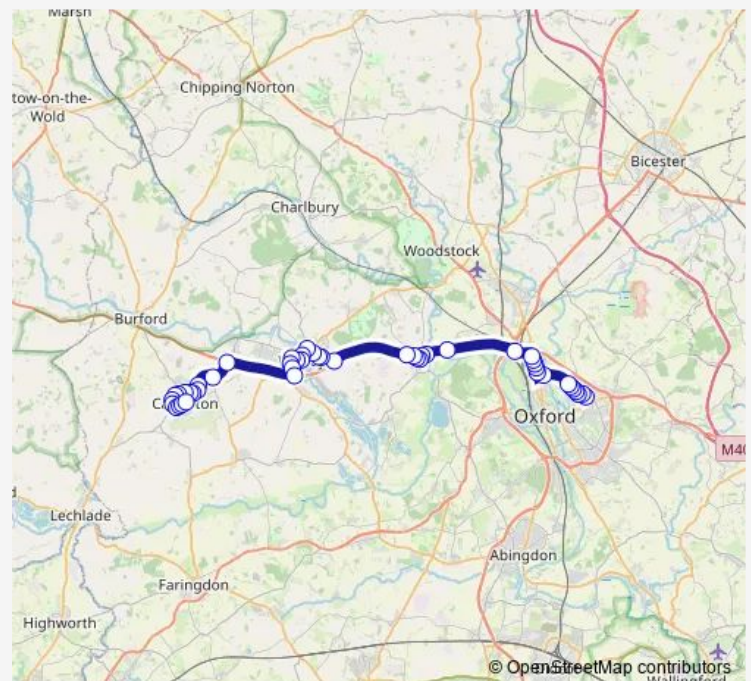 Marsh
Chipping Norton
tow-on-the-
Wold
Bicester
Charlbury
Woodstock
Burford
Oxford
M40
Lechlade
Abingdon
Faringdon
Highworth
© OpenStreetMap contributors
Wallingford